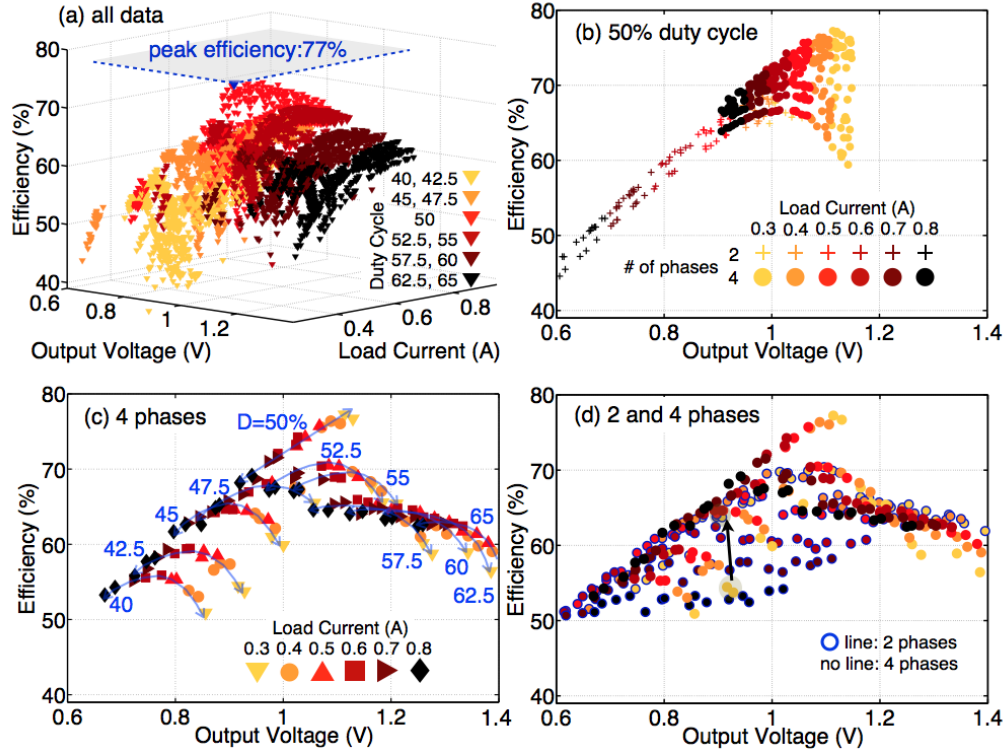 (a) all data
peak efficiency:77%
Efficiency (%)
80
70
60
50
40
0.6
0.8
1
1.2
0.4
0.6
0.8
Output Voltage (V)
Load Current (A)
Duty Cycle
40, 42.5
45, 47.5
50
52.5, 55
57.5, 60
62.5, 65
(b) 50% duty cycle
Efficiency (%)
80
70
60
50
40
Load Current (A)
0.3 0.4 0.5 0.6 0.7 0.8
# of phases
2
4
0.6 0.8 1 1.2 1.4
Output Voltage (V)
(c) 4 phases
Efficiency (%)
80
70
60
50
40
D=50%
52.5
55
47.5
45
42.5
40
65
57.5
60
62.5
Load Current (A)
0.3 0.4 0.5 0.6 0.7 0.8
0.6 0.8 1 1.2 1.4
Output Voltage (V)
(d) 2 and 4 phases
Efficiency (%)
80
70
60
50
40
line: 2 phases
no line: 4 phases
0.6 0.8 1 1.2 1.4
Output Voltage (V)